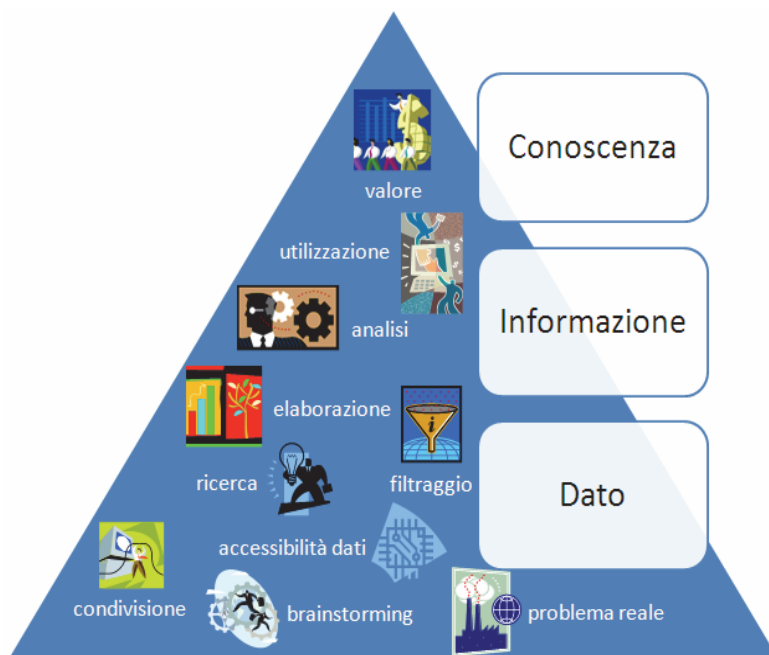 Conoscenza
valore
utilizzazione
Informazione
analisi
elaborazione
i
ricerca
filtraggio
Dato
accessibilità dati
condivisione
brainstorming
problema reale